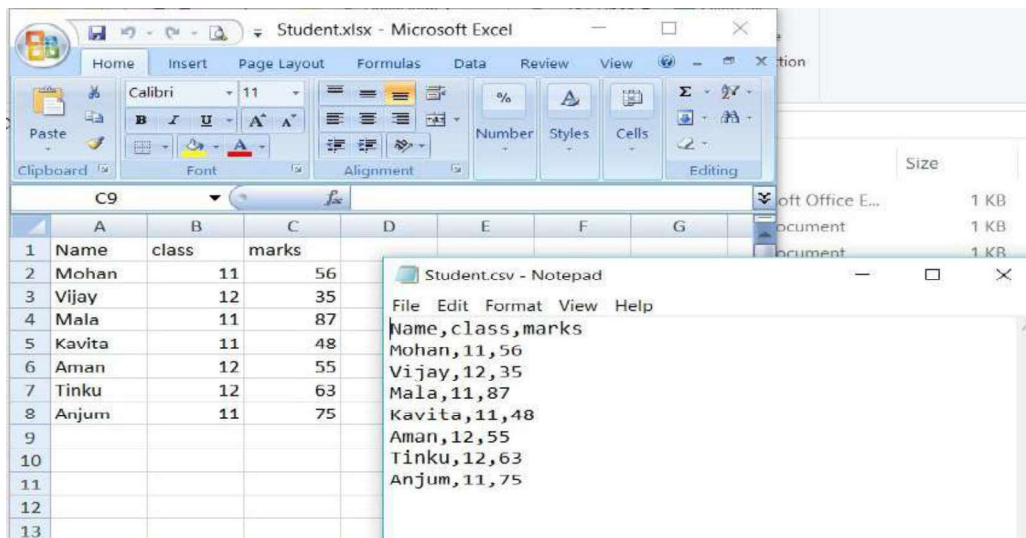 Student.xlsx - Microsoft Excel
Home Insert Page Layout Formulas Data Review View
tion
Calibri 11
Paste
B I U A A
A
%
Number Styles Cells
Σ
Clipboard Font Alignment Editing
Size
C9 fx
oft Office E... 1 KB
ocument 1 KB
ocument 1 KB
A B C D E F G
1 Name class marks
2 Mohan 11 56
3 Vijay 12 35
4 Mala 11 87
5 Kavita 11 48
6 Aman 12 55
7 Tinku 12 63
8 Anjum 11 75
9
10
11
12
13
Student.csv - Notepad
File Edit Format View Help
Name,class,marks
Mohan,11,56
Vijay,12,35
Mala,11,87
Kavita,11,48
Aman,12,55
Tinku,12,63
Anjum,11,75